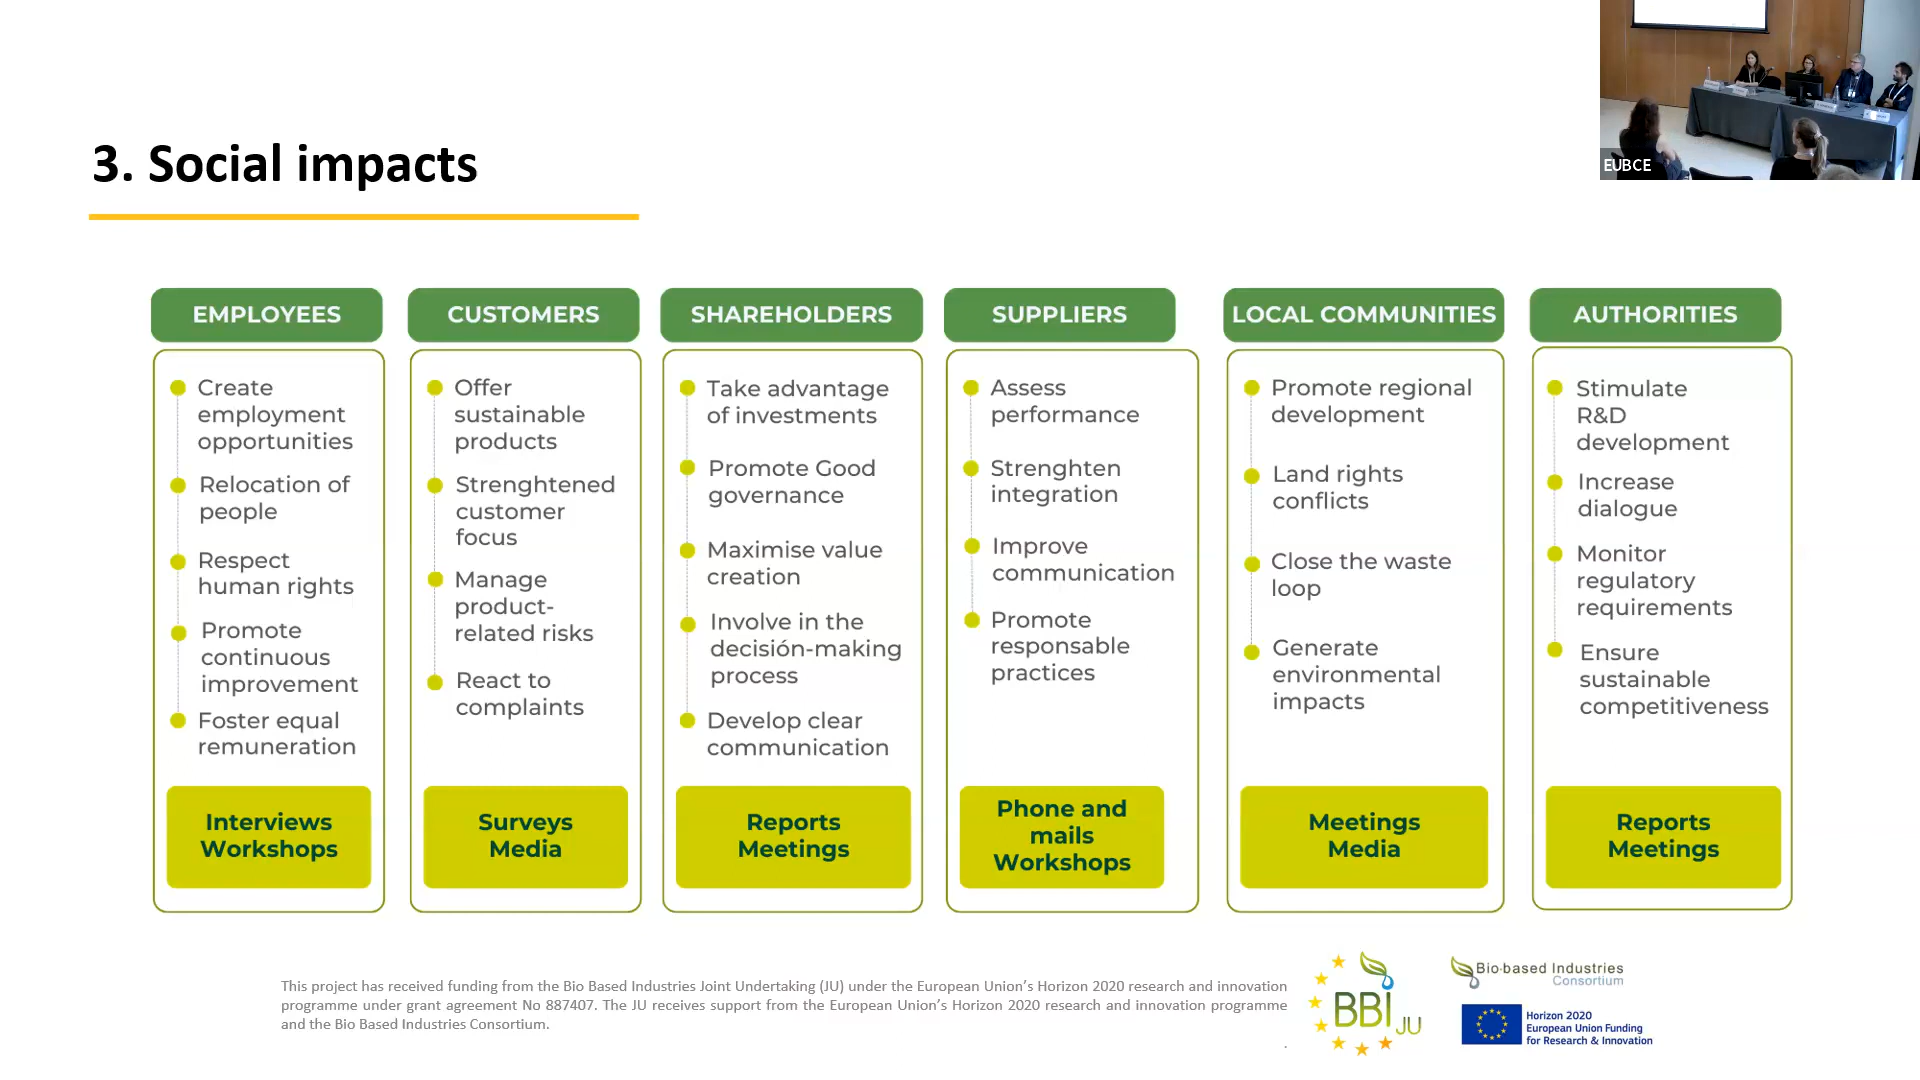 EUBCE
3. Social impacts
EMPLOYEES
Create
employment
opportunities
Relocation of
people
Respect
human rights
Promote
continuous
improvement
Foster equal
remuneration
Interviews
Workshops
CUSTOMERS
Offer
sustainable
products
Strenghtened
customer
focus
Manage
product-
related risks
React to
complaints
Surveys
Media
SHAREHOLDERS
Take advantage
of investments
Promote Good
governance
Maximise value
creation
Involve in the
decisión-making
process
Develop clear
communication
Reports
Meetings
SUPPLIERS
Assess
performance
Strenghten
integration
Improve
communication
Promote
responsable
practices
Phone and
mails
Workshops
LOCAL COMMUNITIES
Promote regional
development
Land rights
conflicts
Close the waste
loop
Generate
environmental
impacts
Meetings
Media
AUTHORITIES
Stimulate
R&D
development
Increase
dialogue
Monitor
regulatory
requirements
Ensure
sustainable
competitiveness
Reports
Meetings
This project has received funding from the Bio Based Industries Joint Undertaking (JU) under the European Union's Horizon 2020 research and innovation
programme under grant agreement No 887407. The JU receives support from the European Union's Horizon 2020 research and innovation programme
and the Bio Based Industries Consortium.
BBI JU
Bio-based Industries
Consortium
Horizon 2020
European Union Funding
for Research & Innovation